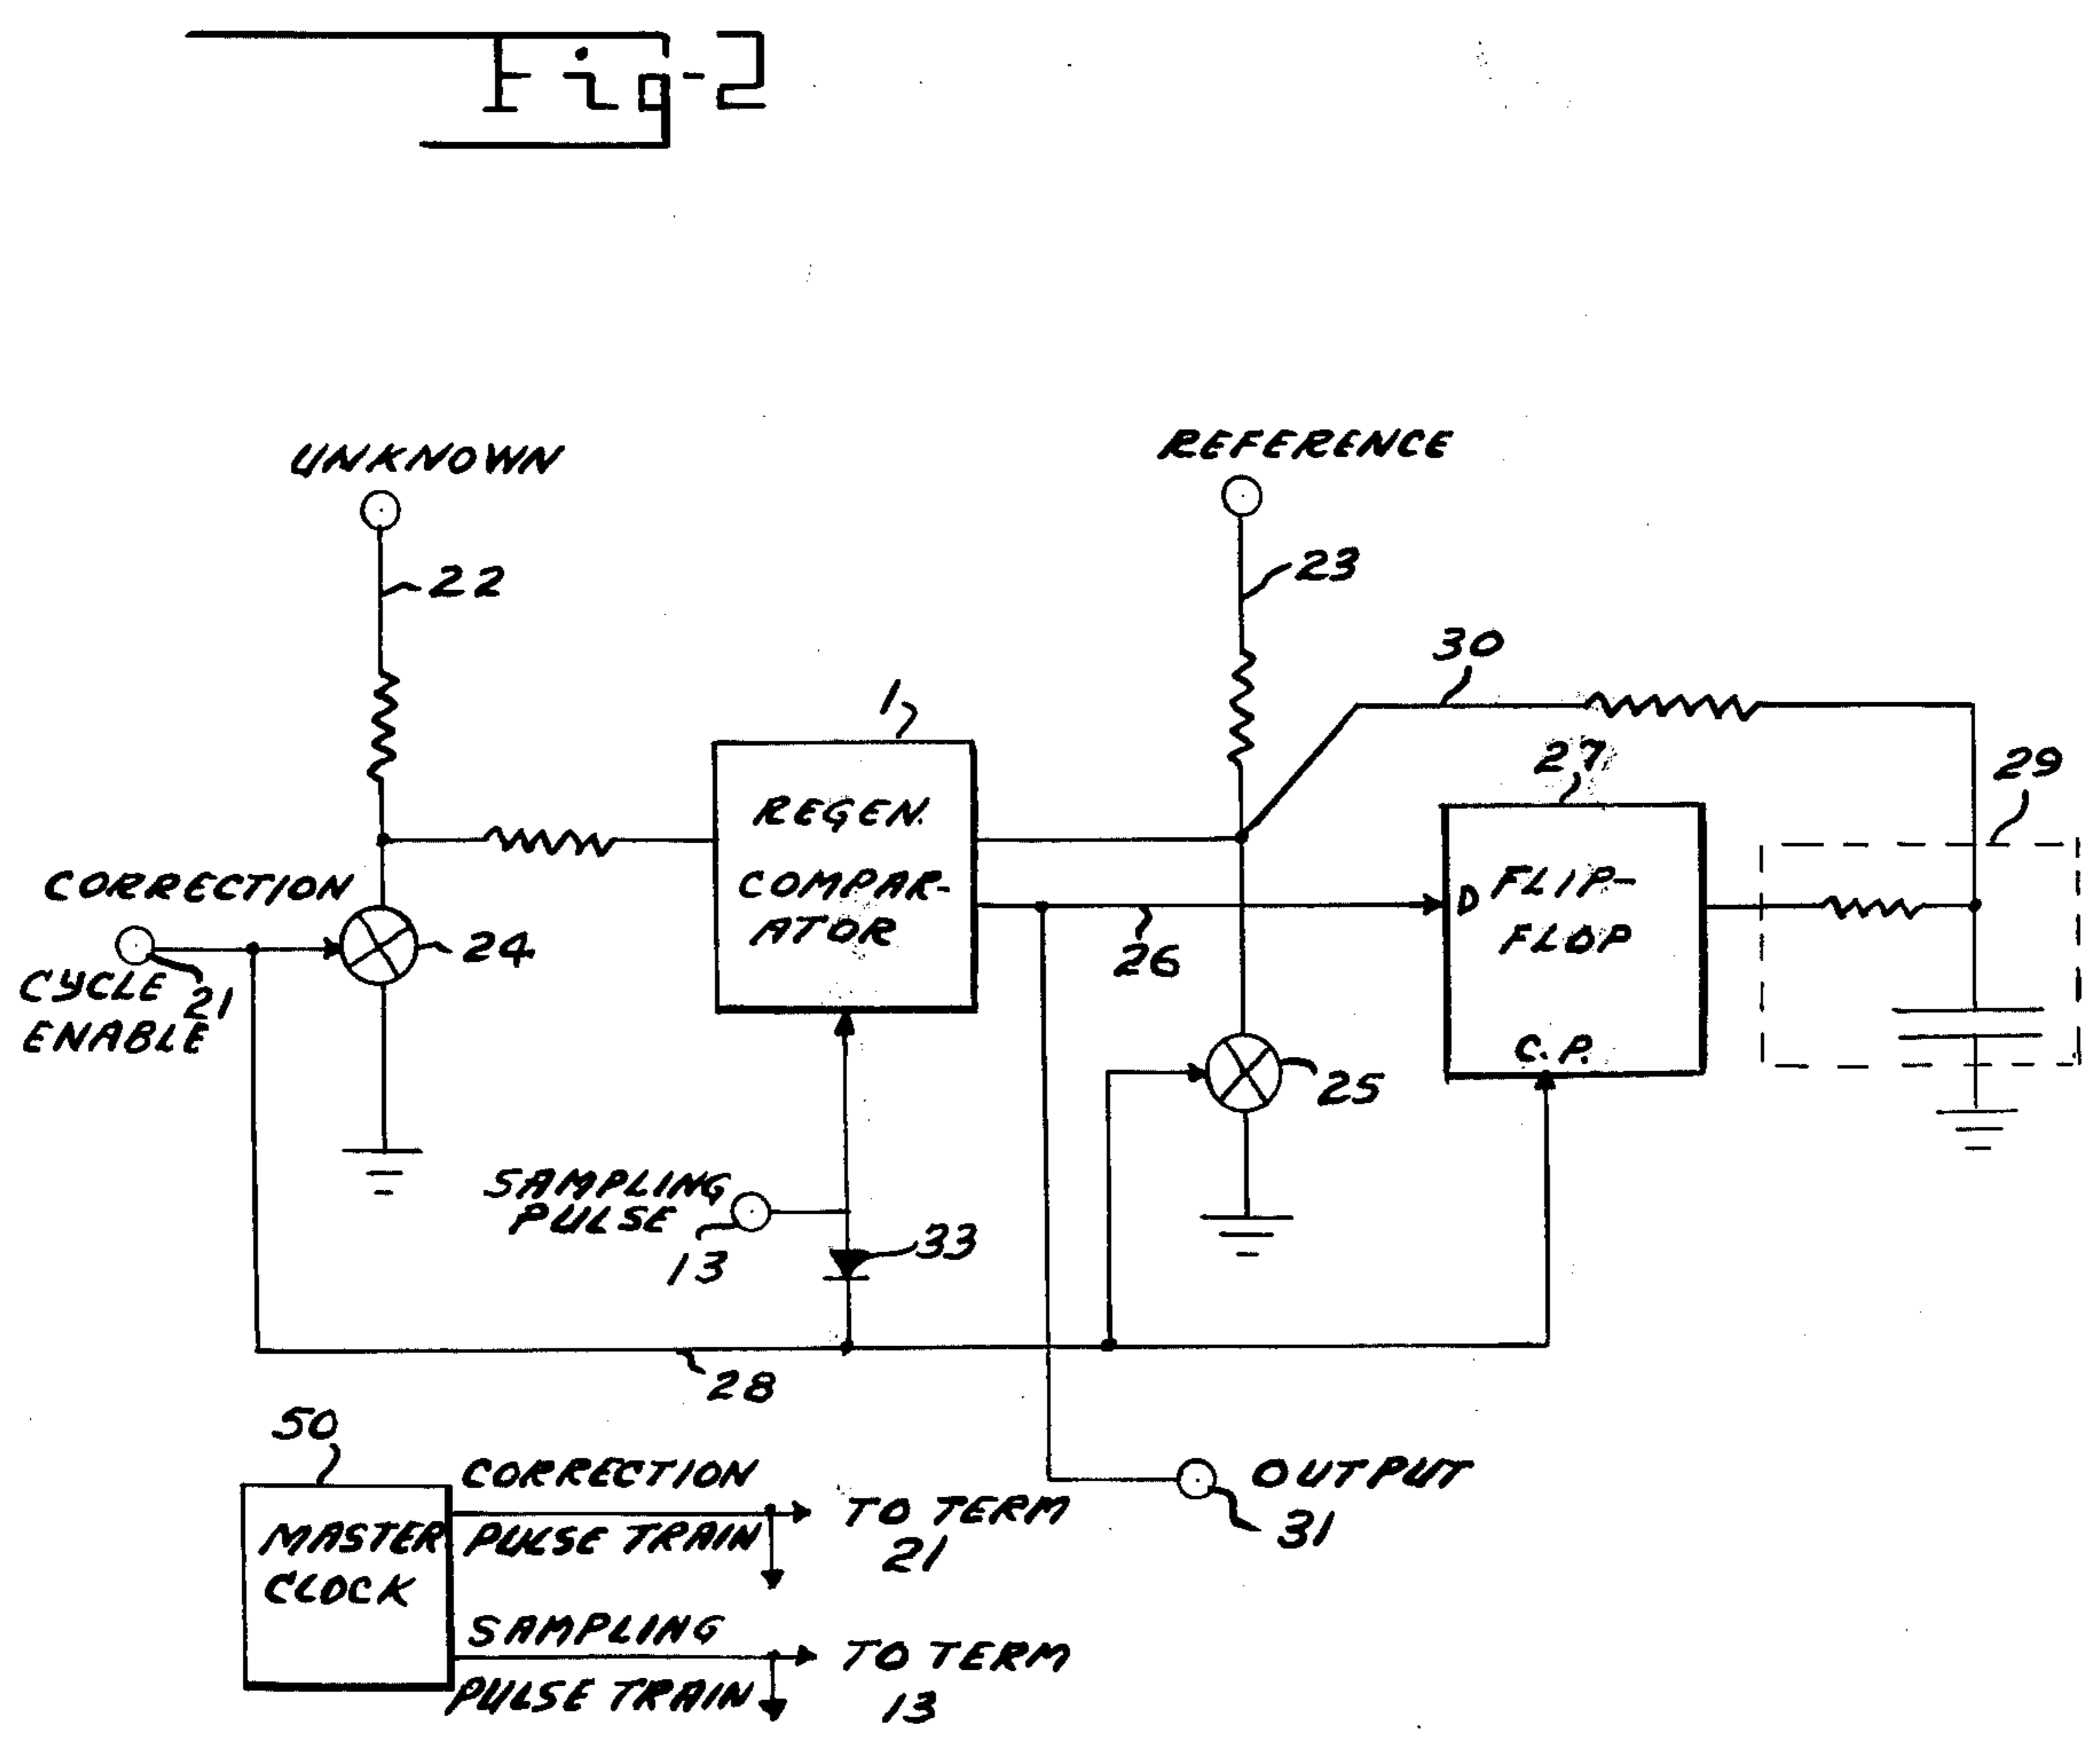 Fig-2
UNKNOWN
REFERENCE
22
23
30
1
27
29
REGEN.
COMPAR-
ATOR
D FLIP-
FLOP
C.P.
CORRECTION
CYCLE 21
ENABLE
24
26
25
SAMPLING
PULSE
13
33
28
50
MASTER
CLOCK
CORRECTION
PULSE TRAIN
TO TERM
21
SAMPLING
PULSE TRAIN
TO TERM
13
OUTPUT
31